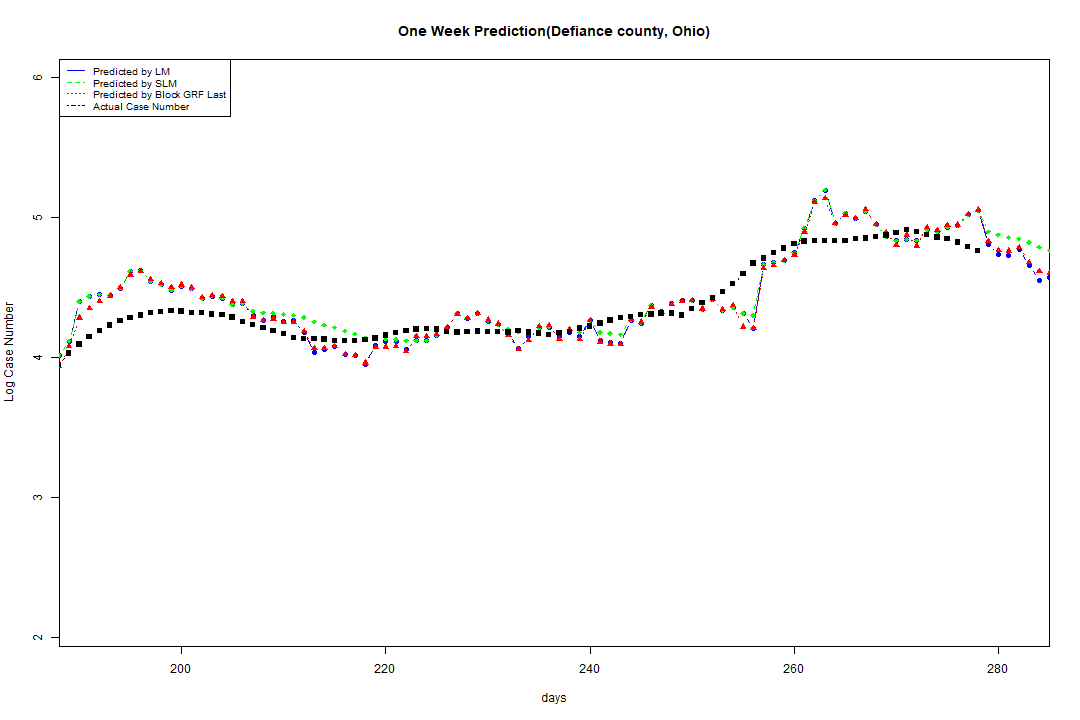 One Week Prediction(Defiance county, Ohio)
Predicted by LM
Predicted by SLM
Predicted by Block GRF Last
Actual Case Number
6
5
4
3
2
Log Case Number
200 220 240 260 280
days